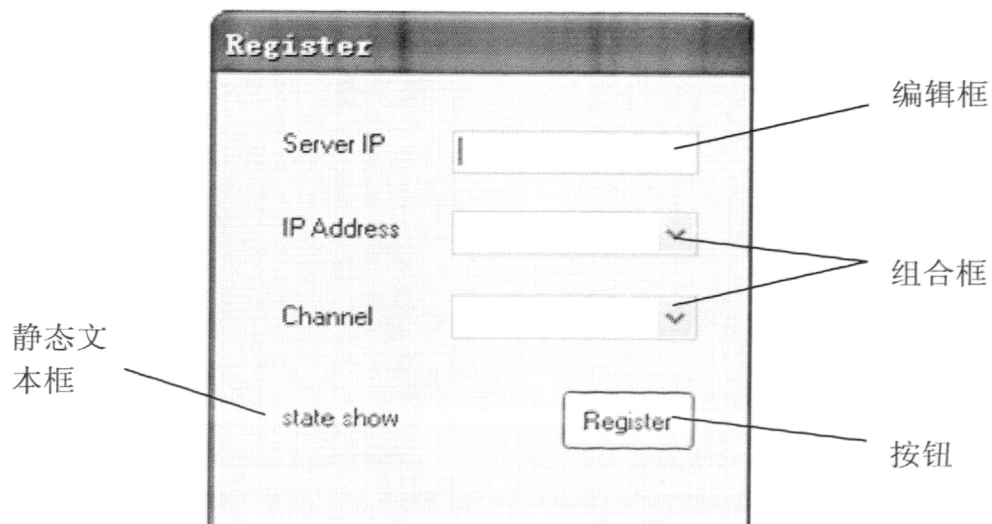 Register
Server IP
编辑框
IP Address
组合框
Channel
静态文
本框
state show
Register
按钮